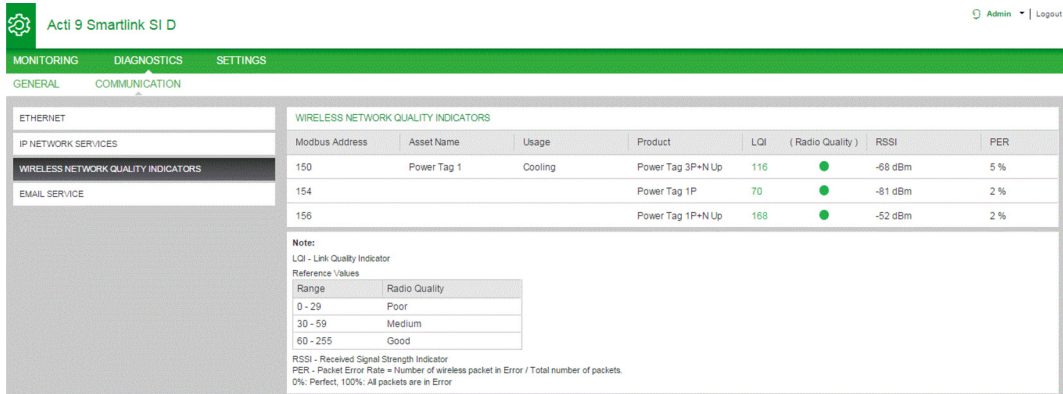 Acti 9 Smartlink SI D
Admin | Logout
MONITORING DIAGNOSTICS SETTINGS
GENERAL COMMUNICATION
ETHERNET
IP NETWORK SERVICES
WIRELESS NETWORK QUALITY INDICATORS
EMAIL SERVICE
WIRELESS NETWORK QUALITY INDICATORS
Modbus Address Asset Name Usage Product LQI ( Radio Quality ) RSSI PER
150 Power Tag 1 Cooling Power Tag 3P+N Up 116 -68 dBm 5 %
154 Power Tag 1P 70 -81 dBm 2 %
156 Power Tag 1P+N Up 168 -52 dBm 2 %
Note:
LQI - Link Quality Indicator
Reference Values
Range Radio Quality
0 - 29 Poor
30 - 59 Medium
60 - 255 Good
RSSI - Received Signal Strength Indicator
PER - Packet Error Rate = Number of wireless packet in Error / Total number of packets.
0%: Perfect, 100%: All packets are in Error